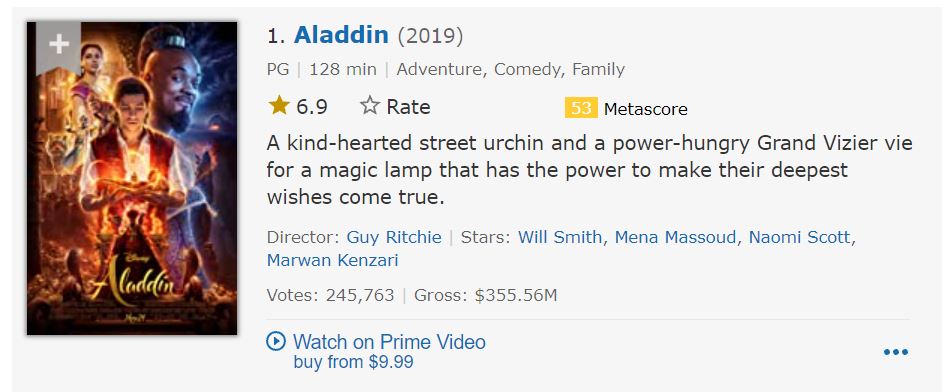 1. Aladdin (2019)
PG | 128 min | Adventure, Comedy, Family
6.9 Rate 53 Metascore
A kind-hearted street urchin and a power-hungry Grand Vizier vie
for a magic lamp that has the power to make their deepest
wishes come true.
Director: Guy Ritchie | Stars: Will Smith, Mena Massoud, Naomi Scott,
Marwan Kenzari
Votes: 245,763 | Gross: $355.56M
Watch on Prime Video
buy from $9.99
Disney
Aladdin
May 24